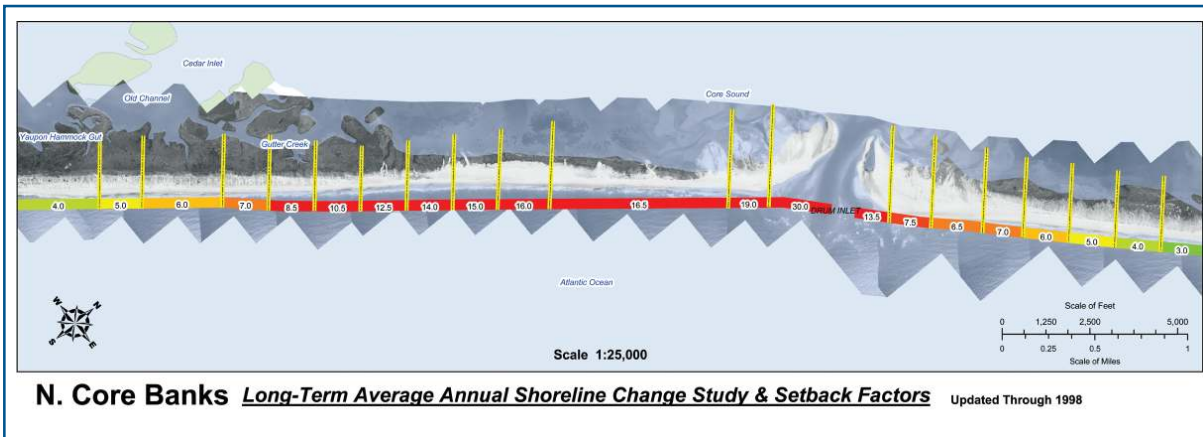 Cedar Inlet
Old Channel
Core Sound
Yaupon Hammock Gut
Gutter Creek
4.0 5.0 6.0 7.0 8.5 10.5 12.5 14.0 15.0 16.0 16.5 19.0 30.0 DRUM INLET 13.5 7.5 6.5 7.0 6.0 5.0 4.0 3.0
Atlantic Ocean
W N
S E
Scale of Feet
0 1,250 2,500 5,000
0 0.25 0.5 1
Scale of Miles
Scale 1:25,000
N. Core Banks Long-Term Average Annual Shoreline Change Study & Setback Factors Updated Through 1998